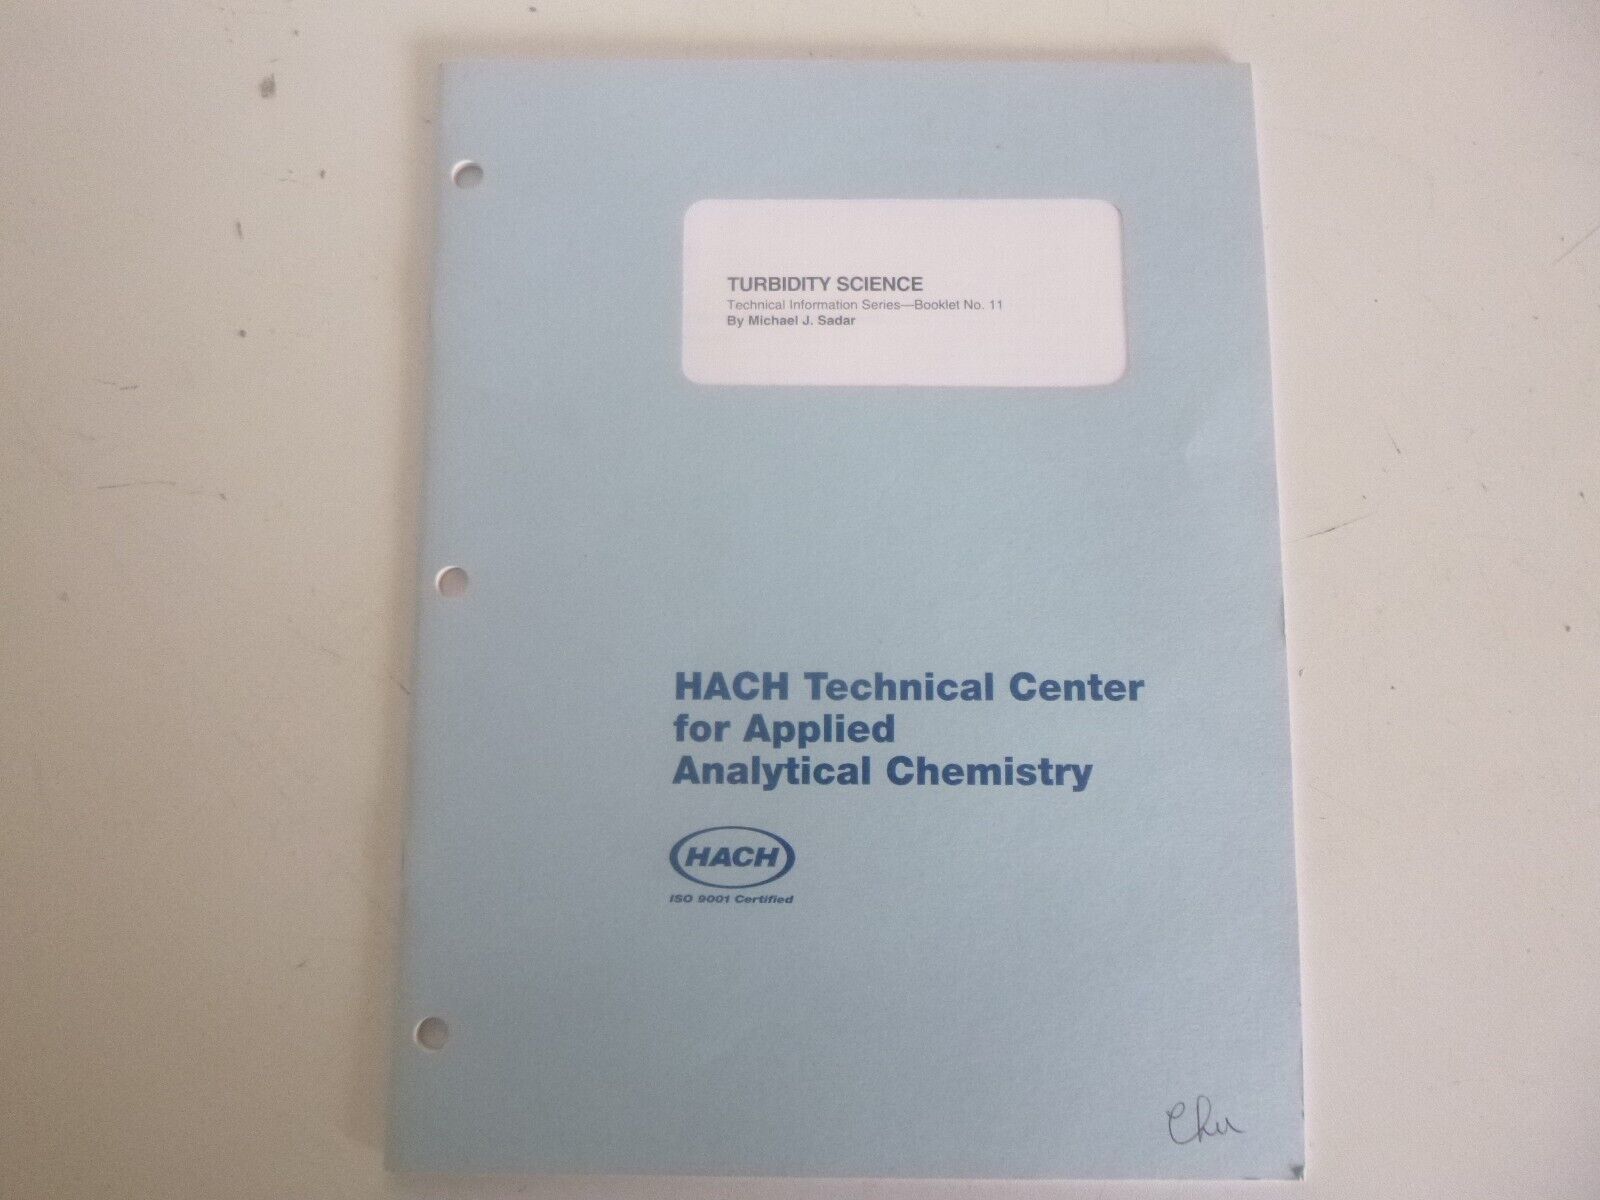 TURBIDITY SCIENCE
Technical Information Series—Booklet No. 11
By Michael J. Sadar
HACH Technical Center
for Applied
Analytical Chemistry
HACH
ISO 9001 Certified
Chu